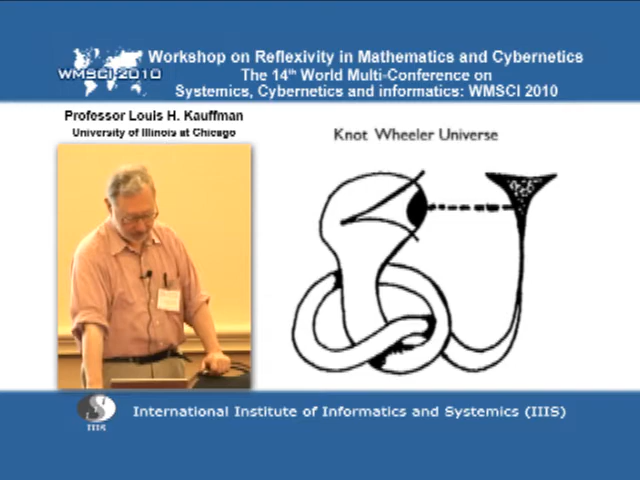 WMSCI 2010
Workshop on Reflexivity in Mathematics and Cybernetics
The 14th World Multi-Conference on
Systemics, Cybernetics and informatics: WMSCI 2010
Professor Louis H. Kauffman
University of Illinois at Chicago
Knot Wheeler Universe
IIIS
International Institute of Informatics and Systemics (IIIS)